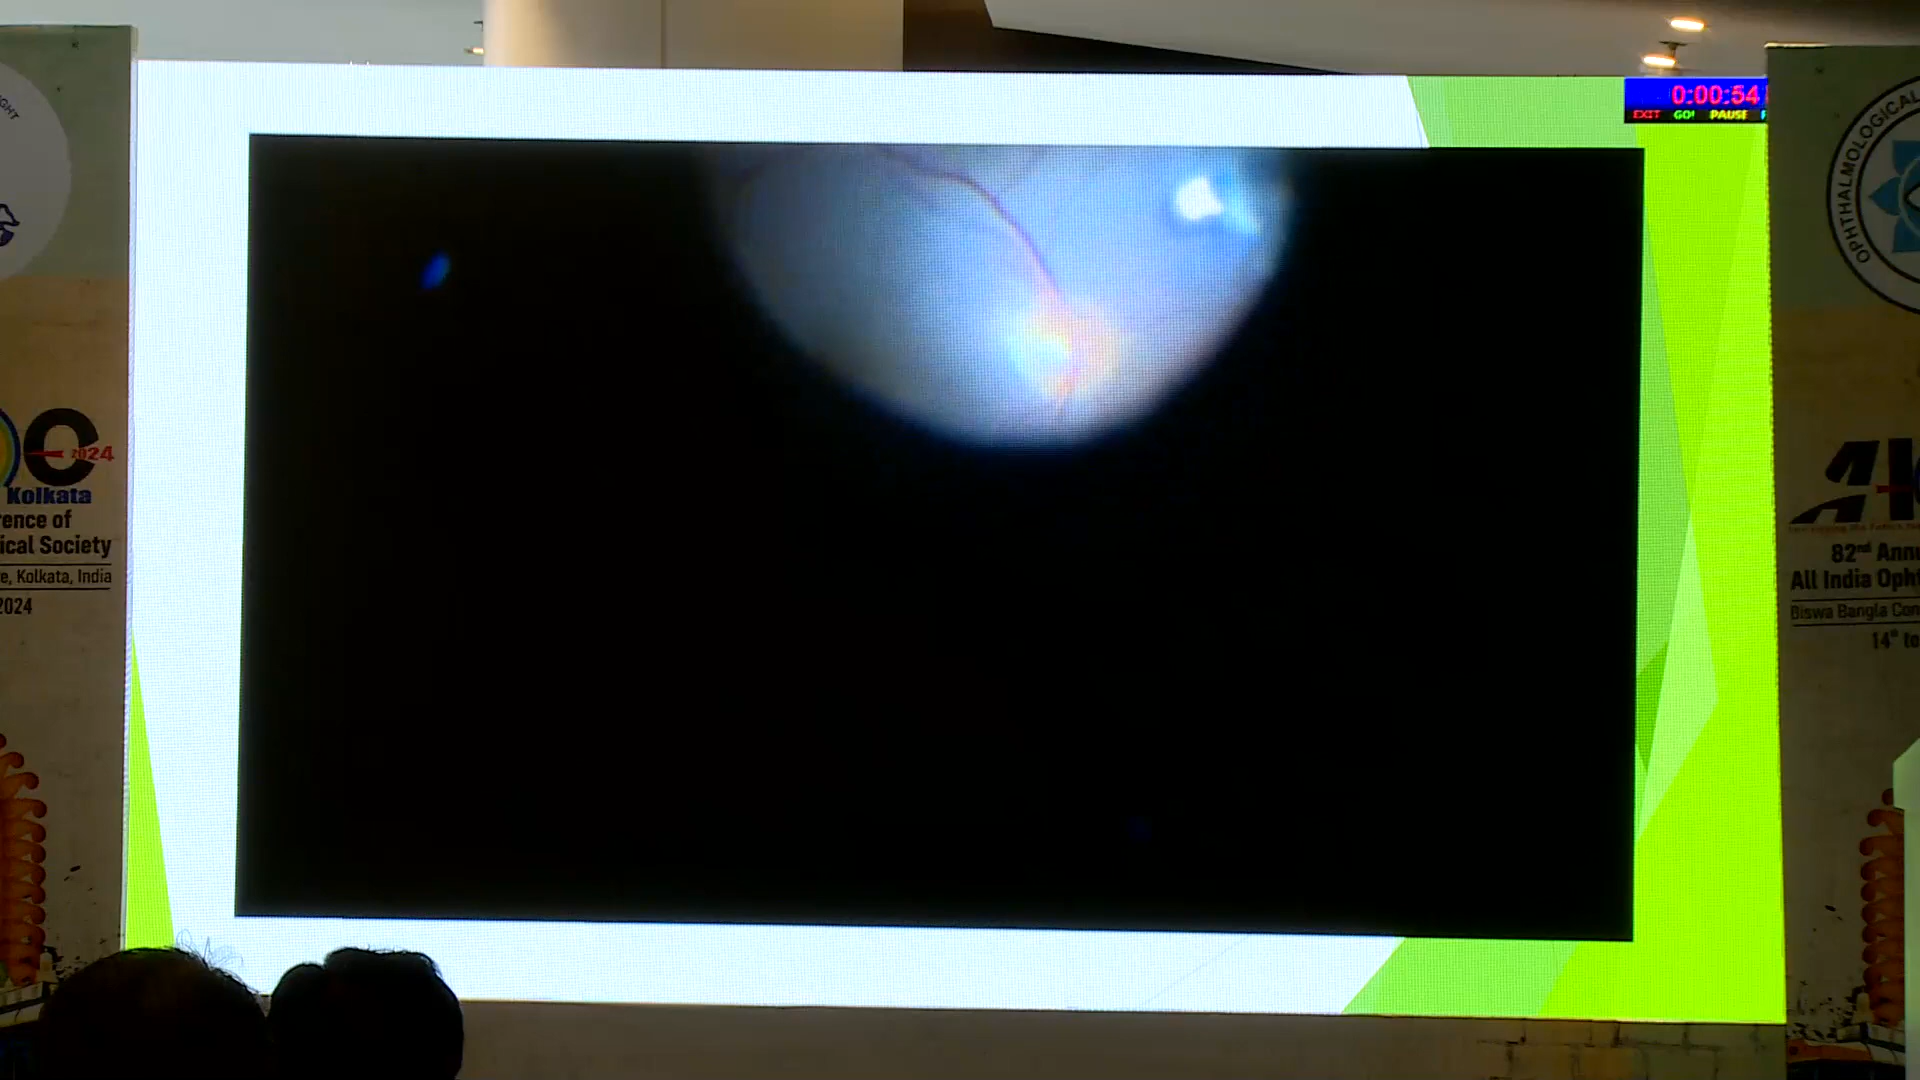 GHT
2024
Kolkata
rence of
ical Society
e, Kolkata, India
2024
0:00:54
EXIT GO! PAUSE
OPHTHALMOLOGICAL
82nd Annu
All India Opht
Biswa Bangla Con
14th to